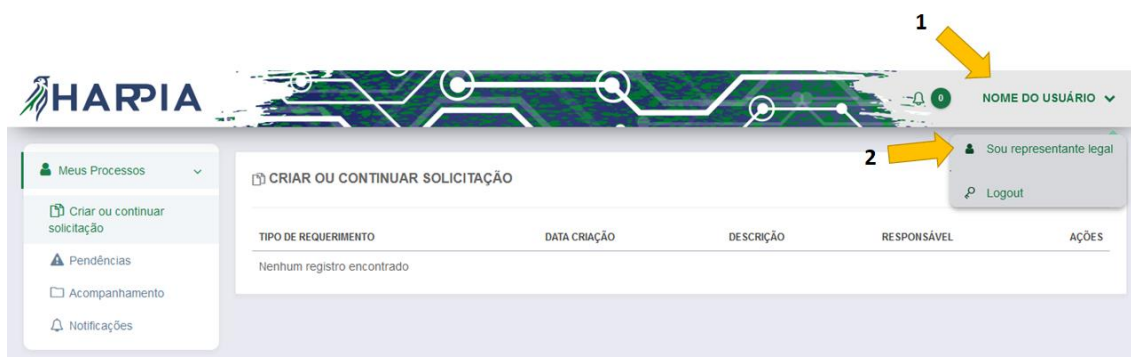 1
HARPIA
0
NOME DO USUÁRIO
2
Sou representante legal
Logout
Meus Processos
Criar ou continuar
solicitação
Pendências
Acompanhamento
Notificações
CRIAR OU CONTINUAR SOLICITAÇÃO
TIPO DE REQUERIMENTO DATA CRIAÇÃO DESCRIÇÃO RESPONSÁVEL AÇÕES
Nenhum registro encontrado